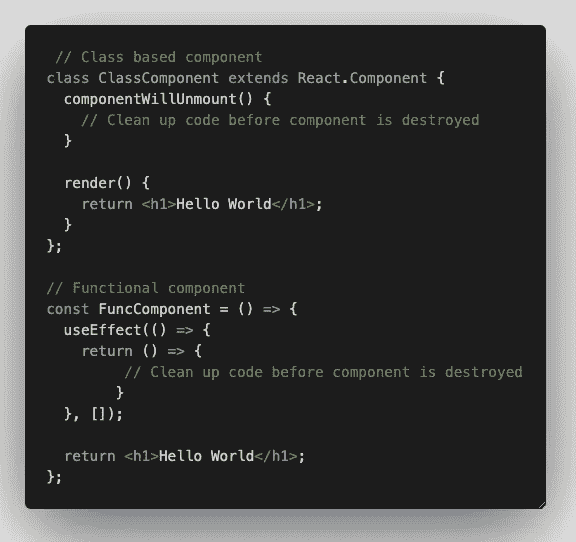 // Class based component
class ClassComponent extends React.Component {
componentWillUnmount() {
// Clean up code before component is destroyed
}
render() {
return <h1>Hello World</h1>;
}
};
// Functional component
const FuncComponent = () => {
useEffect(() => {
return () => {
// Clean up code before component is destroyed
}
}, []);
return <h1>Hello World</h1>;
};